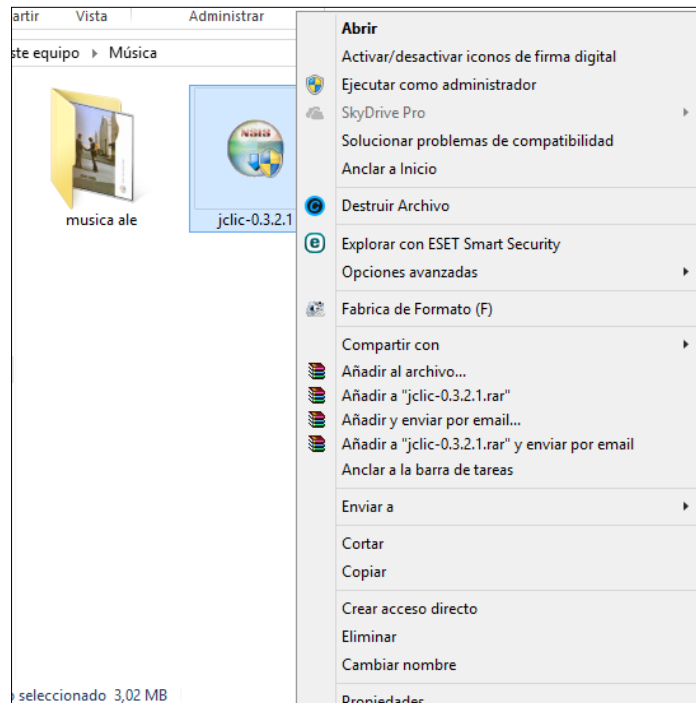 artir Vista Administrar
ste equipo Música
NSIS
musica ale
jclic-0.3.2.1
Abrir
Activar/desactivar iconos de firma digital
Ejecutar como administrador
SkyDrive Pro
Solucionar problemas de compatibilidad
Anclar a Inicio
Destruir Archivo
Explorar con ESET Smart Security
Opciones avanzadas
Fabrica de Formato (F)
Compartir con
Añadir al archivo...
Añadir a "jclic-0.3.2.1.rar"
Añadir y enviar por email...
Añadir a "jclic-0.3.2.1.rar" y enviar por email
Anclar a la barra de tareas
Enviar a
Cortar
Copiar
Crear acceso directo
Eliminar
Cambiar nombre
Propiedades
o seleccionado 3,02 MB